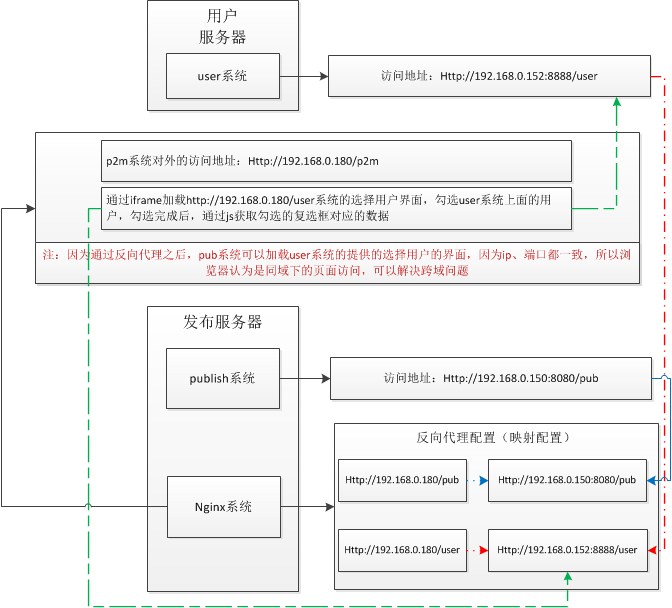 用户
服务器
user系统
访问地址：Http://192.168.0.152:8888/user
p2m系统对外的访问地址：Http://192.168.0.180/p2m
通过iframe加载http://192.168.0.180/user系统的选择用户界面，勾选user系统上面的用
户，勾选完成后，通过js获取勾选的复选框对应的数据
注：因为通过反向代理之后，pub系统可以加载user系统的提供的选择用户的界面，因为ip、端口都一致，所以浏
览器认为是同域下的页面访问，可以解决跨域问题
发布服务器
publish系统
访问地址：Http://192.168.0.150:8080/pub
反向代理配置（映射配置）
Http://192.168.0.180/pub
Http://192.168.0.150:8080/pub
Nginx系统
Http://192.168.0.180/user
Http://192.168.0.152:8888/user